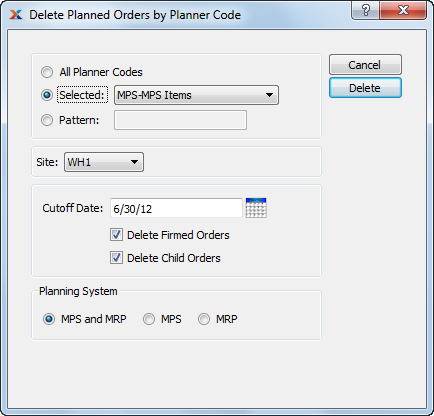 Delete Planned Orders by Planner Code
?
All Planner Codes
Cancel
Selected: MPS-MPS Items
Delete
Pattern:
Site: WH1
Cutoff Date: 6/30/12
Delete Firmed Orders
Delete Child Orders
Planning System
MPS and MRP MPS MRP